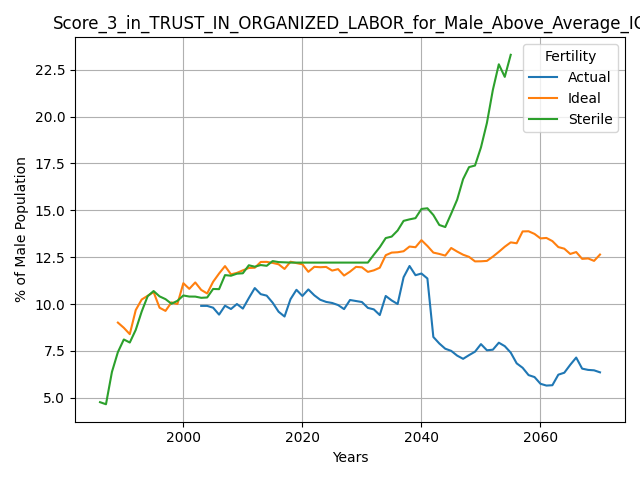 Score_3_in_TRUST_IN_ORGANIZED_LABOR_for_Male_Above_Average_IQ
Fertility
Actual
Ideal
Sterile
% of Male Population
22.5
20.0
17.5
15.0
12.5
10.0
7.5
5.0
2000
2020
2040
2060
Years